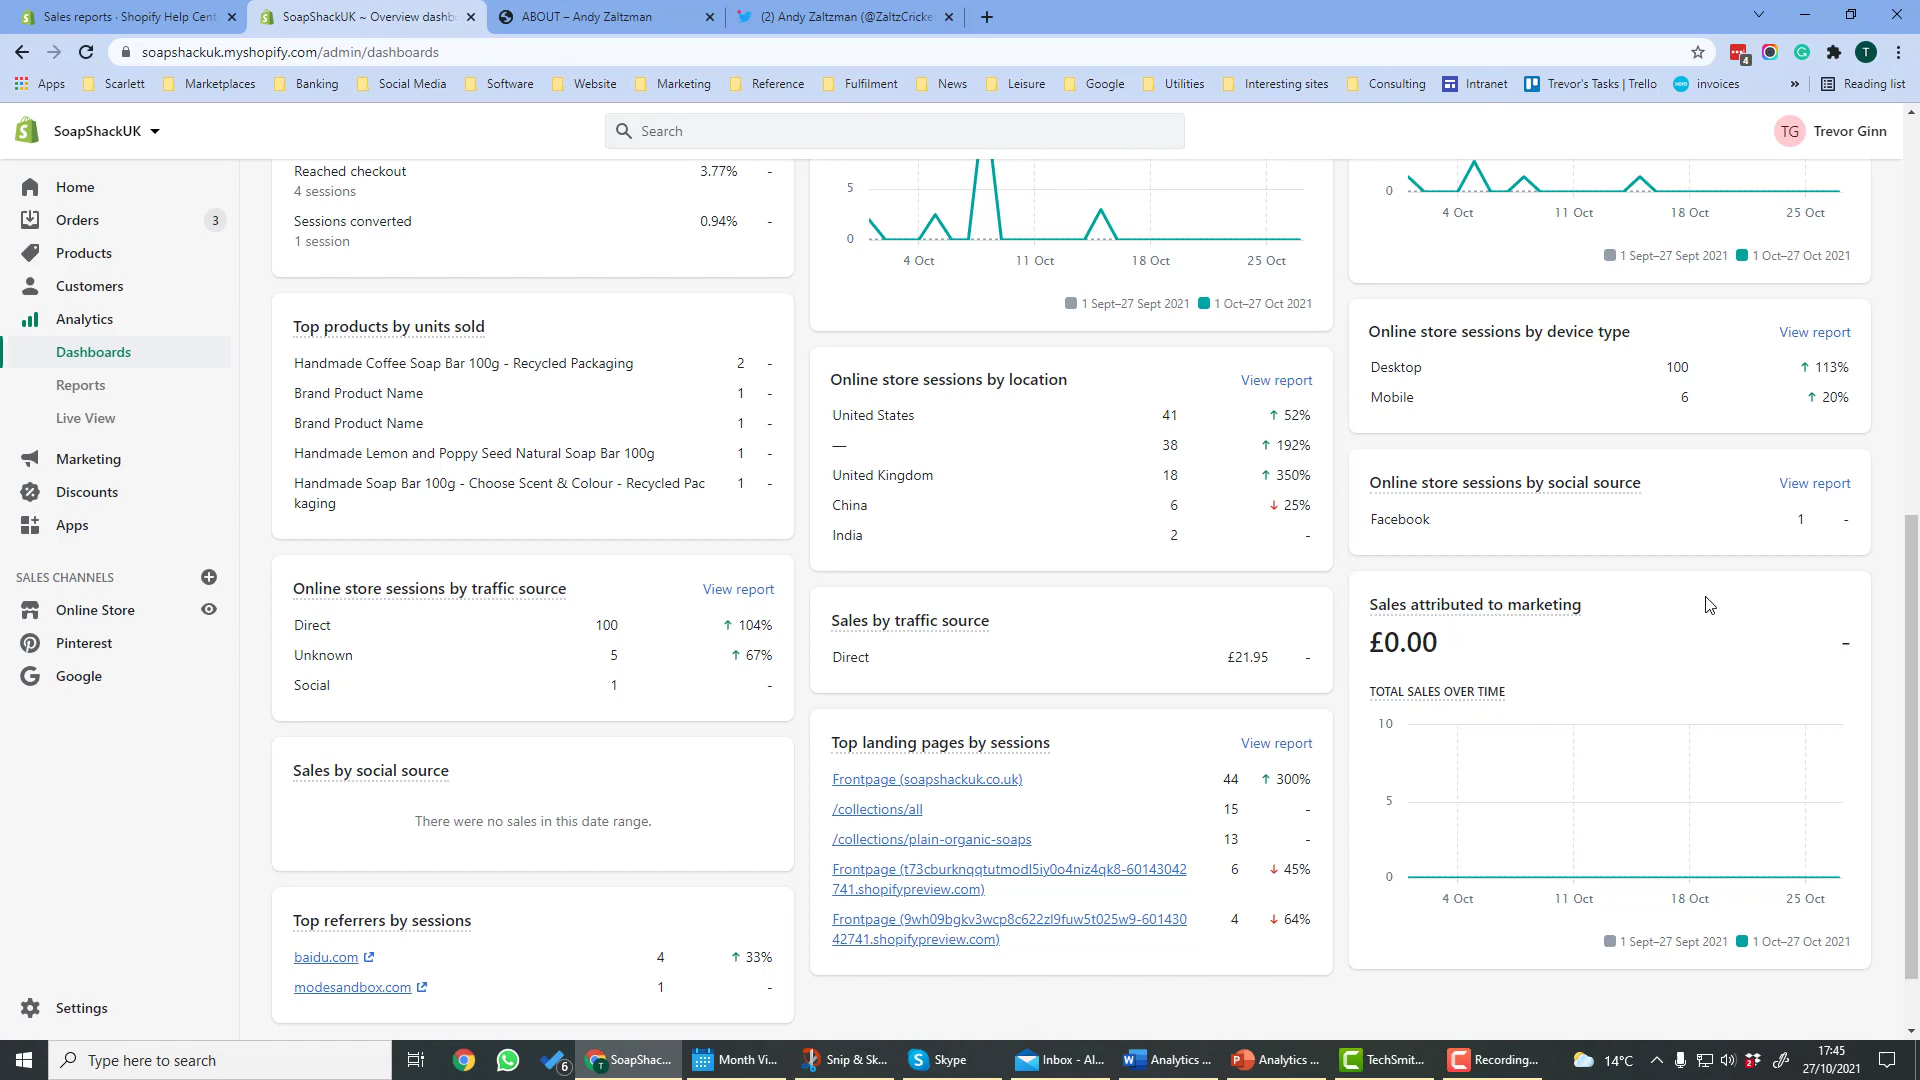 Sales reports · Shopify Help Cent
SoapShackUK ~ Overview dashbo
ABOUT – Andy Zaltzman
(2) Andy Zaltzman (@ZaltzCricke
soapshackuk.myshopify.com/admin/dashboards
4
T
Apps
Scarlett
Marketplaces
Banking
Social Media
Software
Website
Marketing
Reference
Fulfilment
News
Leisure
Google
Utilities
Interesting sites
Consulting
Intranet
Trevor's Tasks | Trello
invoices
»
Reading list
SoapShackUK
Search
TG
Trevor Ginn
Home
Orders
3
Products
Customers
Analytics
Dashboards
Reports
Live View
Marketing
Discounts
Apps
SALES CHANNELS
Online Store
Pinterest
Google
Settings
Reached checkout 3.77% -
4 sessions
Sessions converted 0.94% -
1 session
Top products by units sold
Handmade Coffee Soap Bar 100g - Recycled Packaging 2 -
Brand Product Name 1 -
Brand Product Name 1 -
Handmade Lemon and Poppy Seed Natural Soap Bar 100g 1 -
Handmade Soap Bar 100g - Choose Scent & Colour - Recycled Pac 1 -
kaging
Online store sessions by traffic source View report
Direct 100 ↑ 104%
Unknown 5 ↑ 67%
Social 1 -
Sales by social source
There were no sales in this date range.
Top referrers by sessions
baidu.com 4 ↑ 33%
modesandbox.com 1 -
5
0
4 Oct 11 Oct 18 Oct 25 Oct
1 Sept–27 Sept 2021 1 Oct–27 Oct 2021
Online store sessions by location View report
United States 41 ↑ 52%
— 38 ↑ 192%
United Kingdom 18 ↑ 350%
China 6 ↓ 25%
India 2 -
Sales by traffic source
Direct £21.95 -
Top landing pages by sessions View report
Frontpage (soapshackuk.co.uk) 44 ↑ 300%
/collections/all 15 -
/collections/plain-organic-soaps 13 -
Frontpage (t73cburknqqtutmodl5iy0o4niz4qk8-60143042 6 ↓ 45%
741.shopifypreview.com)
Frontpage (9wh09bgkv3wcp8c622zl9fuw5t025w9-601430 4 ↓ 64%
42741.shopifypreview.com)
0
4 Oct 11 Oct 18 Oct 25 Oct
1 Sept–27 Sept 2021 1 Oct–27 Oct 2021
Online store sessions by device type View report
Desktop 100 ↑ 113%
Mobile 6 ↑ 20%
Online store sessions by social source View report
Facebook 1 -
Sales attributed to marketing
£0.00 -
TOTAL SALES OVER TIME
10
5
0
4 Oct 11 Oct 18 Oct 25 Oct
1 Sept–27 Sept 2021 1 Oct–27 Oct 2021
Type here to search
6
SoapShac...
Month Vi...
Snip & Sk...
Skype
Inbox - Al...
Analytics ...
Analytics ...
TechSmit...
Recording...
14°C
17:45
27/10/2021